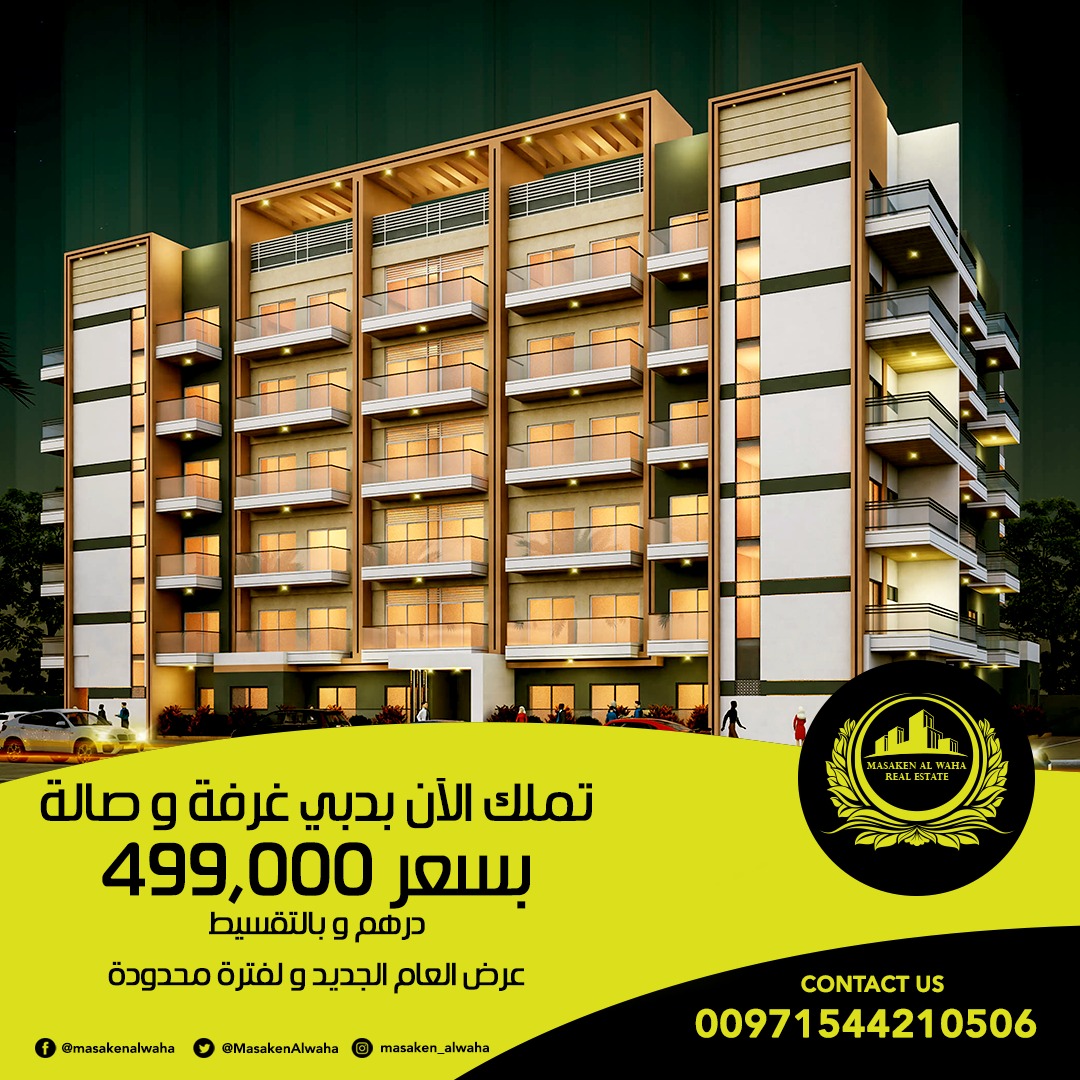 MASAKEN AL WAHA
REAL ESTATE
تملك الآن بدبي غرفة و صالة
بسعر 499,000
درهم و بالتقسيط
عرض العام الجديد و لفترة محدودة
CONTACT US
00971544210506
@masakenalwaha @MasakenAlwaha masaken_alwaha